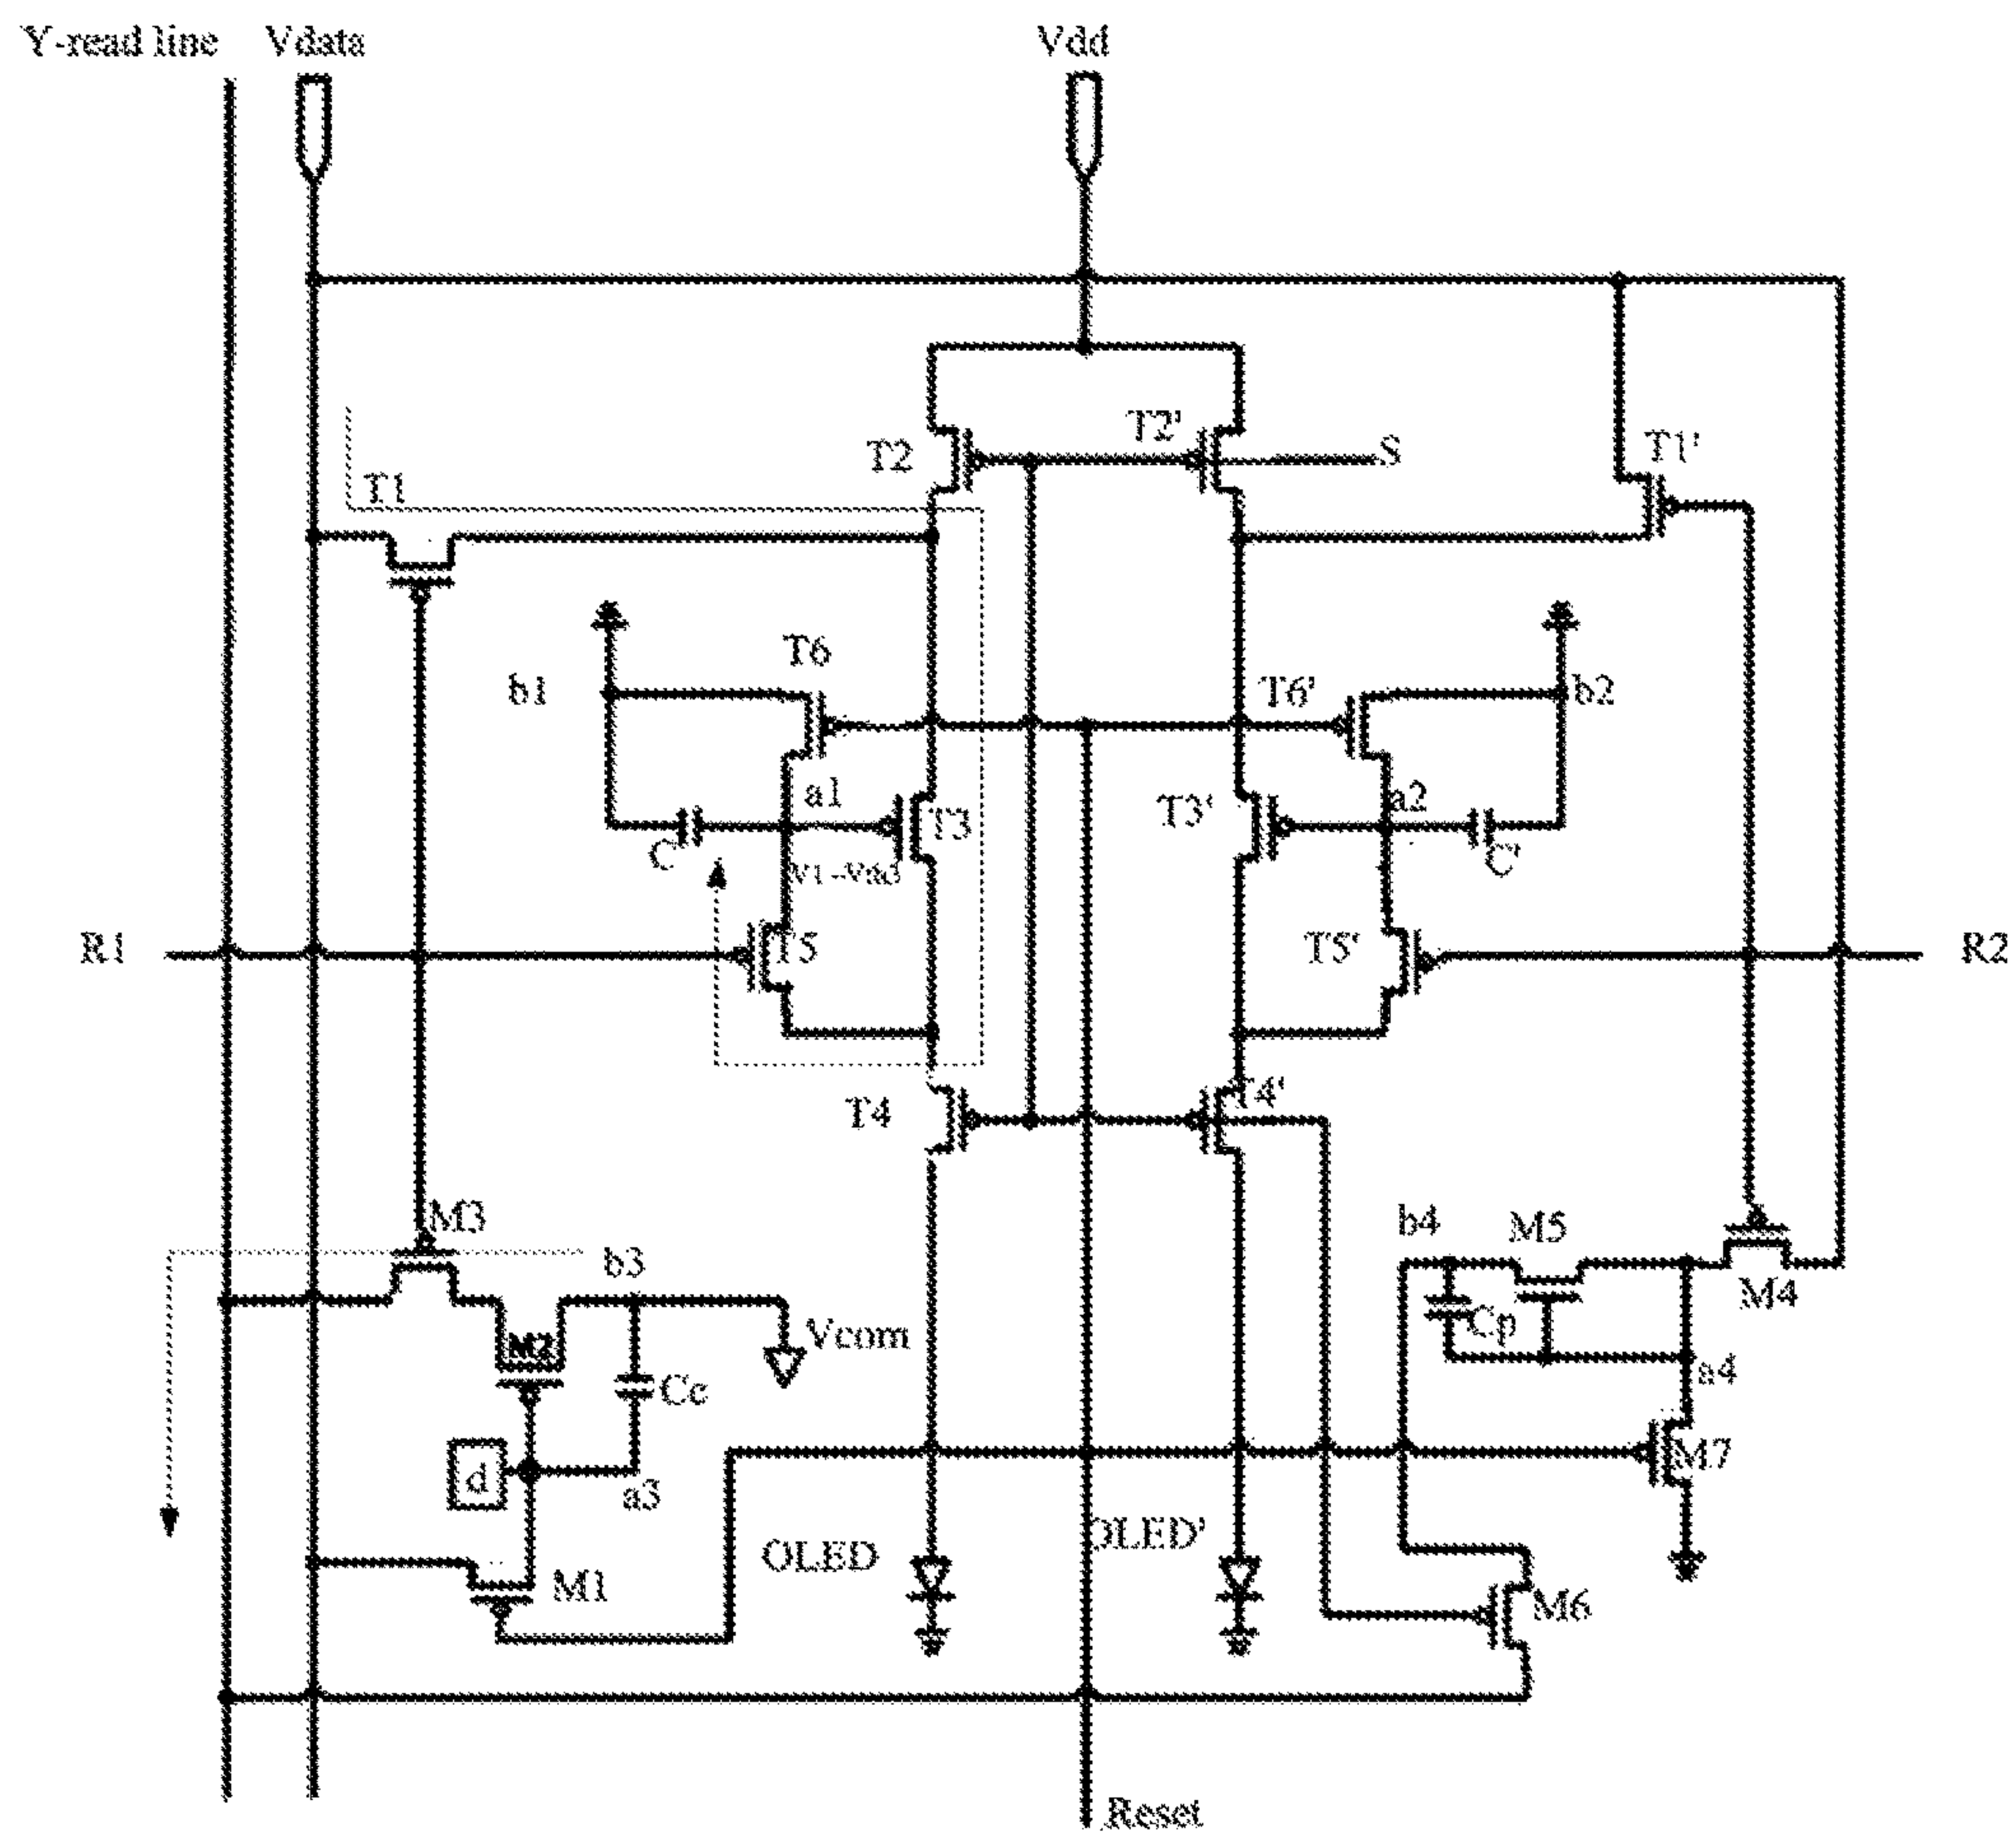 Y-read line Vdata Vdd
T2 T2' S T1'
T1
T6
b1 T6' b2
a1 a2
T3 T3'
C C'
R1 T5 T5' R2
T4 T4'
M3 b4 M5
b3
M2 Vcom Cp M4
Cc a4
d a3 M7
OLED OLED'
M1 M6
Reset